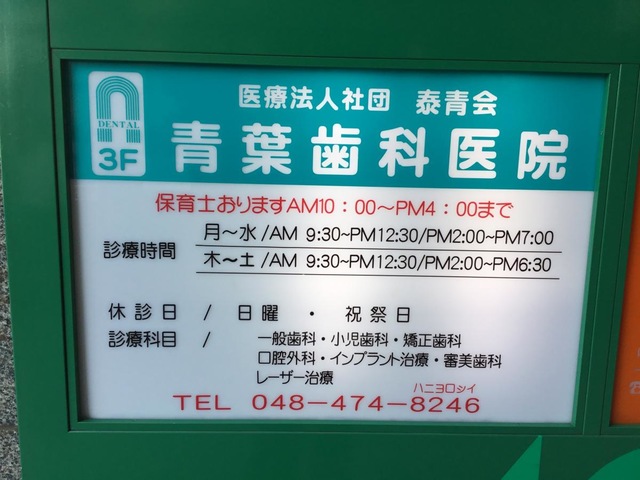 医療法人社団 泰青会
DENTAL
3F
青葉歯科医院
保育士おりますAM10：00～PM4：00まで
診療時間
月～水/AM 9:30~PM12:30/PM2:00~PM7:00
木～土/AM 9:30~PM12:30/PM2:00~PM6:30
休診日 / 日曜・祝祭日
診療科目 / 一般歯科・小児歯科・矯正歯科
口腔外科・インプラント治療・審美歯科
レーザー治療
ハニヨロシイ
TEL 048-474-8246